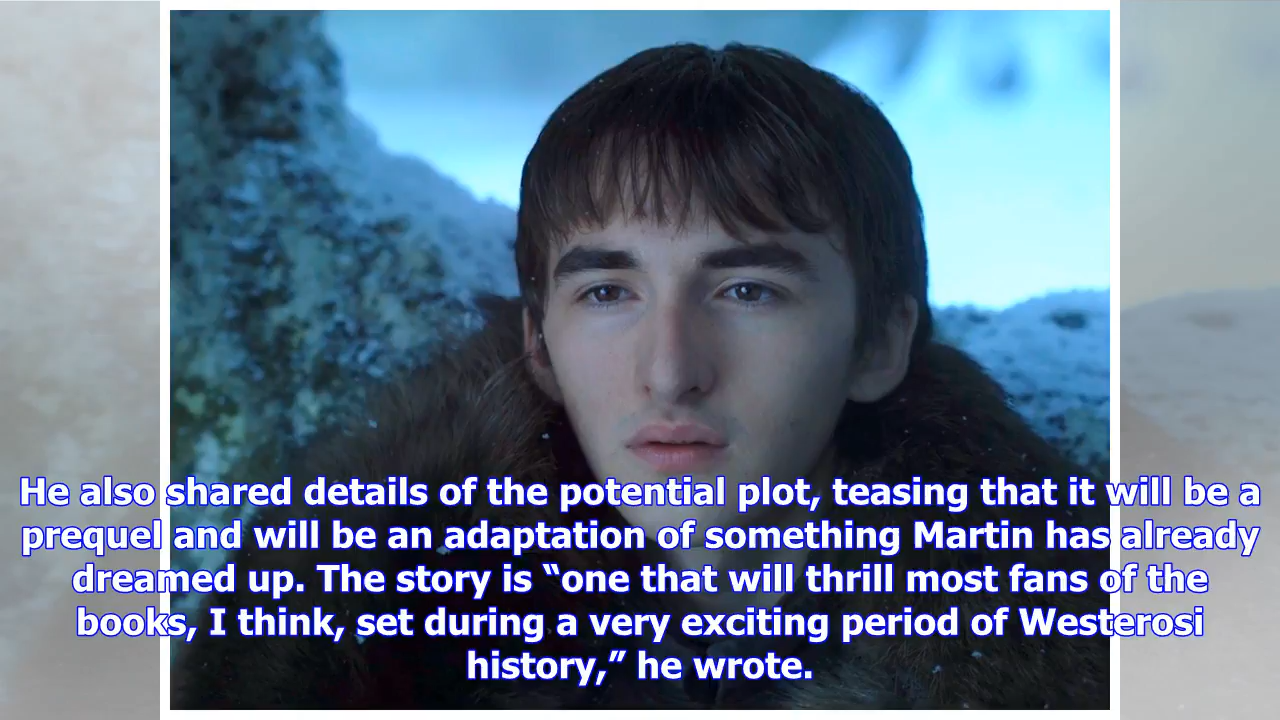 He also shared details of the potential plot, teasing that it will be a
prequel and will be an adaptation of something Martin has already
dreamed up. The story is “one that will thrill most fans of the
books, I think, set during a very exciting period of Westerosi
history,” he wrote.